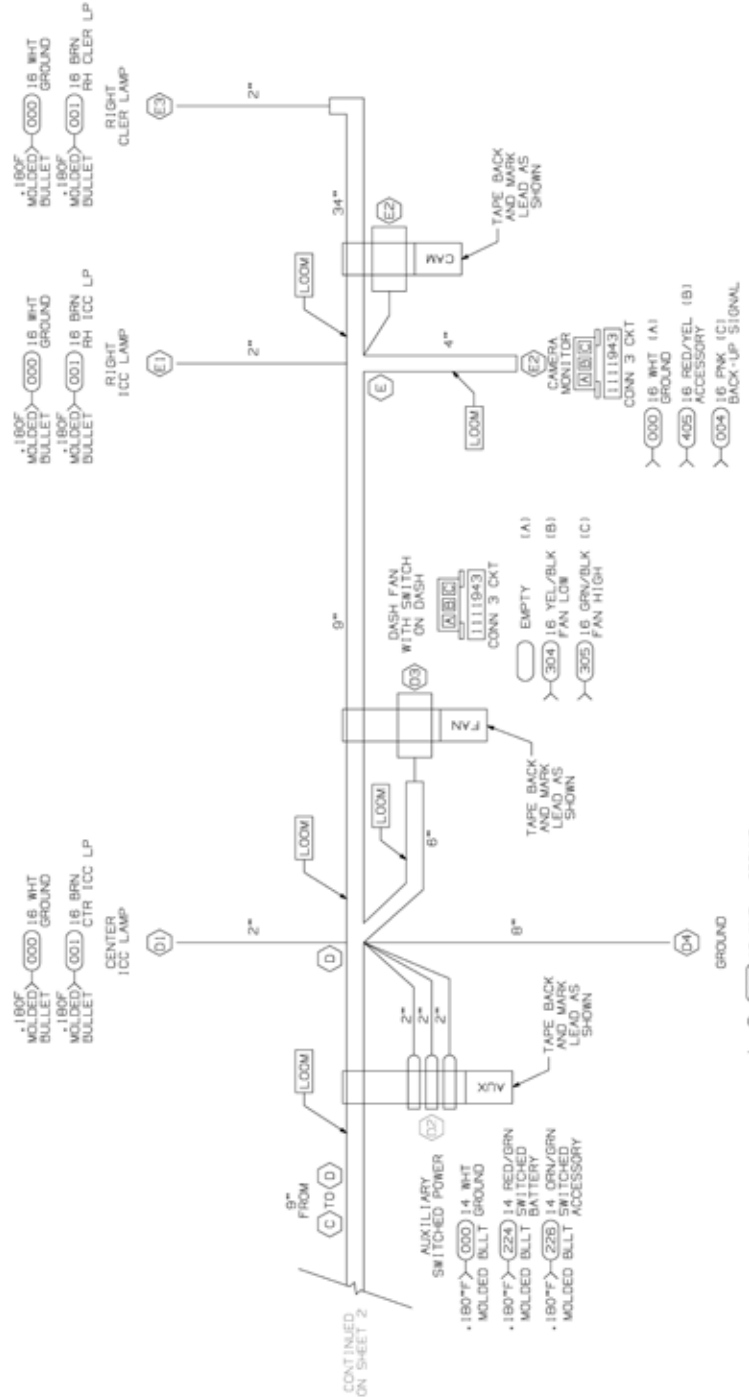 .180F
MOLDED 000 16 WHT
BULLET GROUND
.180F
MOLDED 001 16 BRN
BULLET CTR ICC LP
CENTER
ICC LAMP
D1
2"
.180F
MOLDED 000 16 WHT
BULLET GROUND
.180F
MOLDED 001 16 BRN
BULLET RH ICC LP
RIGHT
ICC LAMP
E1
2"
.180F
MOLDED 000 16 WHT
BULLET GROUND
.180F
MOLDED 001 16 BRN
BULLET RH CLER LP
RIGHT
CLER LAMP
E3
2"
CONTINUED
ON SHEET 2
9"
FROM
C TO D
LOOM
D
LOOM
9"
LOOM
34"
AUXILIARY
SWITCHED POWER
D2
2"
2"
2"
AUX
TAPE BACK
AND MARK
LEAD AS
SHOWN
.180"F 000 14 WHT
MOLDED BLLT GROUND
.180"F 224 14 RED/GRN
MOLDED BLLT SWITCHED
BATTERY
.180"F 226 14 ORN/GRN
MOLDED BLLT SWITCHED
ACCESSORY
8"
D4
GROUND
LOOM
6"
FAN
TAPE BACK
AND MARK
LEAD AS
SHOWN
D3
DASH FAN
WITH SWITCH
ON DASH
A B C
1111943
CONN 3 CKT
EMPTY (A)
304 16 YEL/BLK (B)
FAN LOW
305 16 GRN/BLK (C)
FAN HIGH
E
LOOM
4"
E2
CAM
TAPE BACK
AND MARK
LEAD AS
SHOWN
E2
CAMERA
MONITOR
A B C
1111943
CONN 3 CKT
000 16 WHT (A)
GROUND
405 16 RED/YEL (B)
ACCESSORY
004 16 PNK (C)
BACK-UP SIGNAL